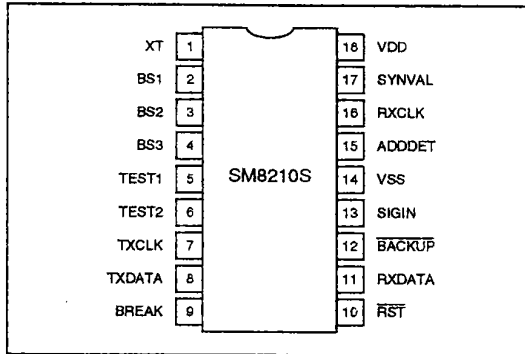 XT 1 18 VDD
BS1 2 17 SYNVAL
BS2 3 16 RXCLK
BS3 4 15 ADDDET
TEST1 5 SM8210S 14 VSS
TEST2 6 13 SIGIN
TXCLK 7 12 BACKUP
TXDATA 8 11 RXDATA
BREAK 9 10 RST